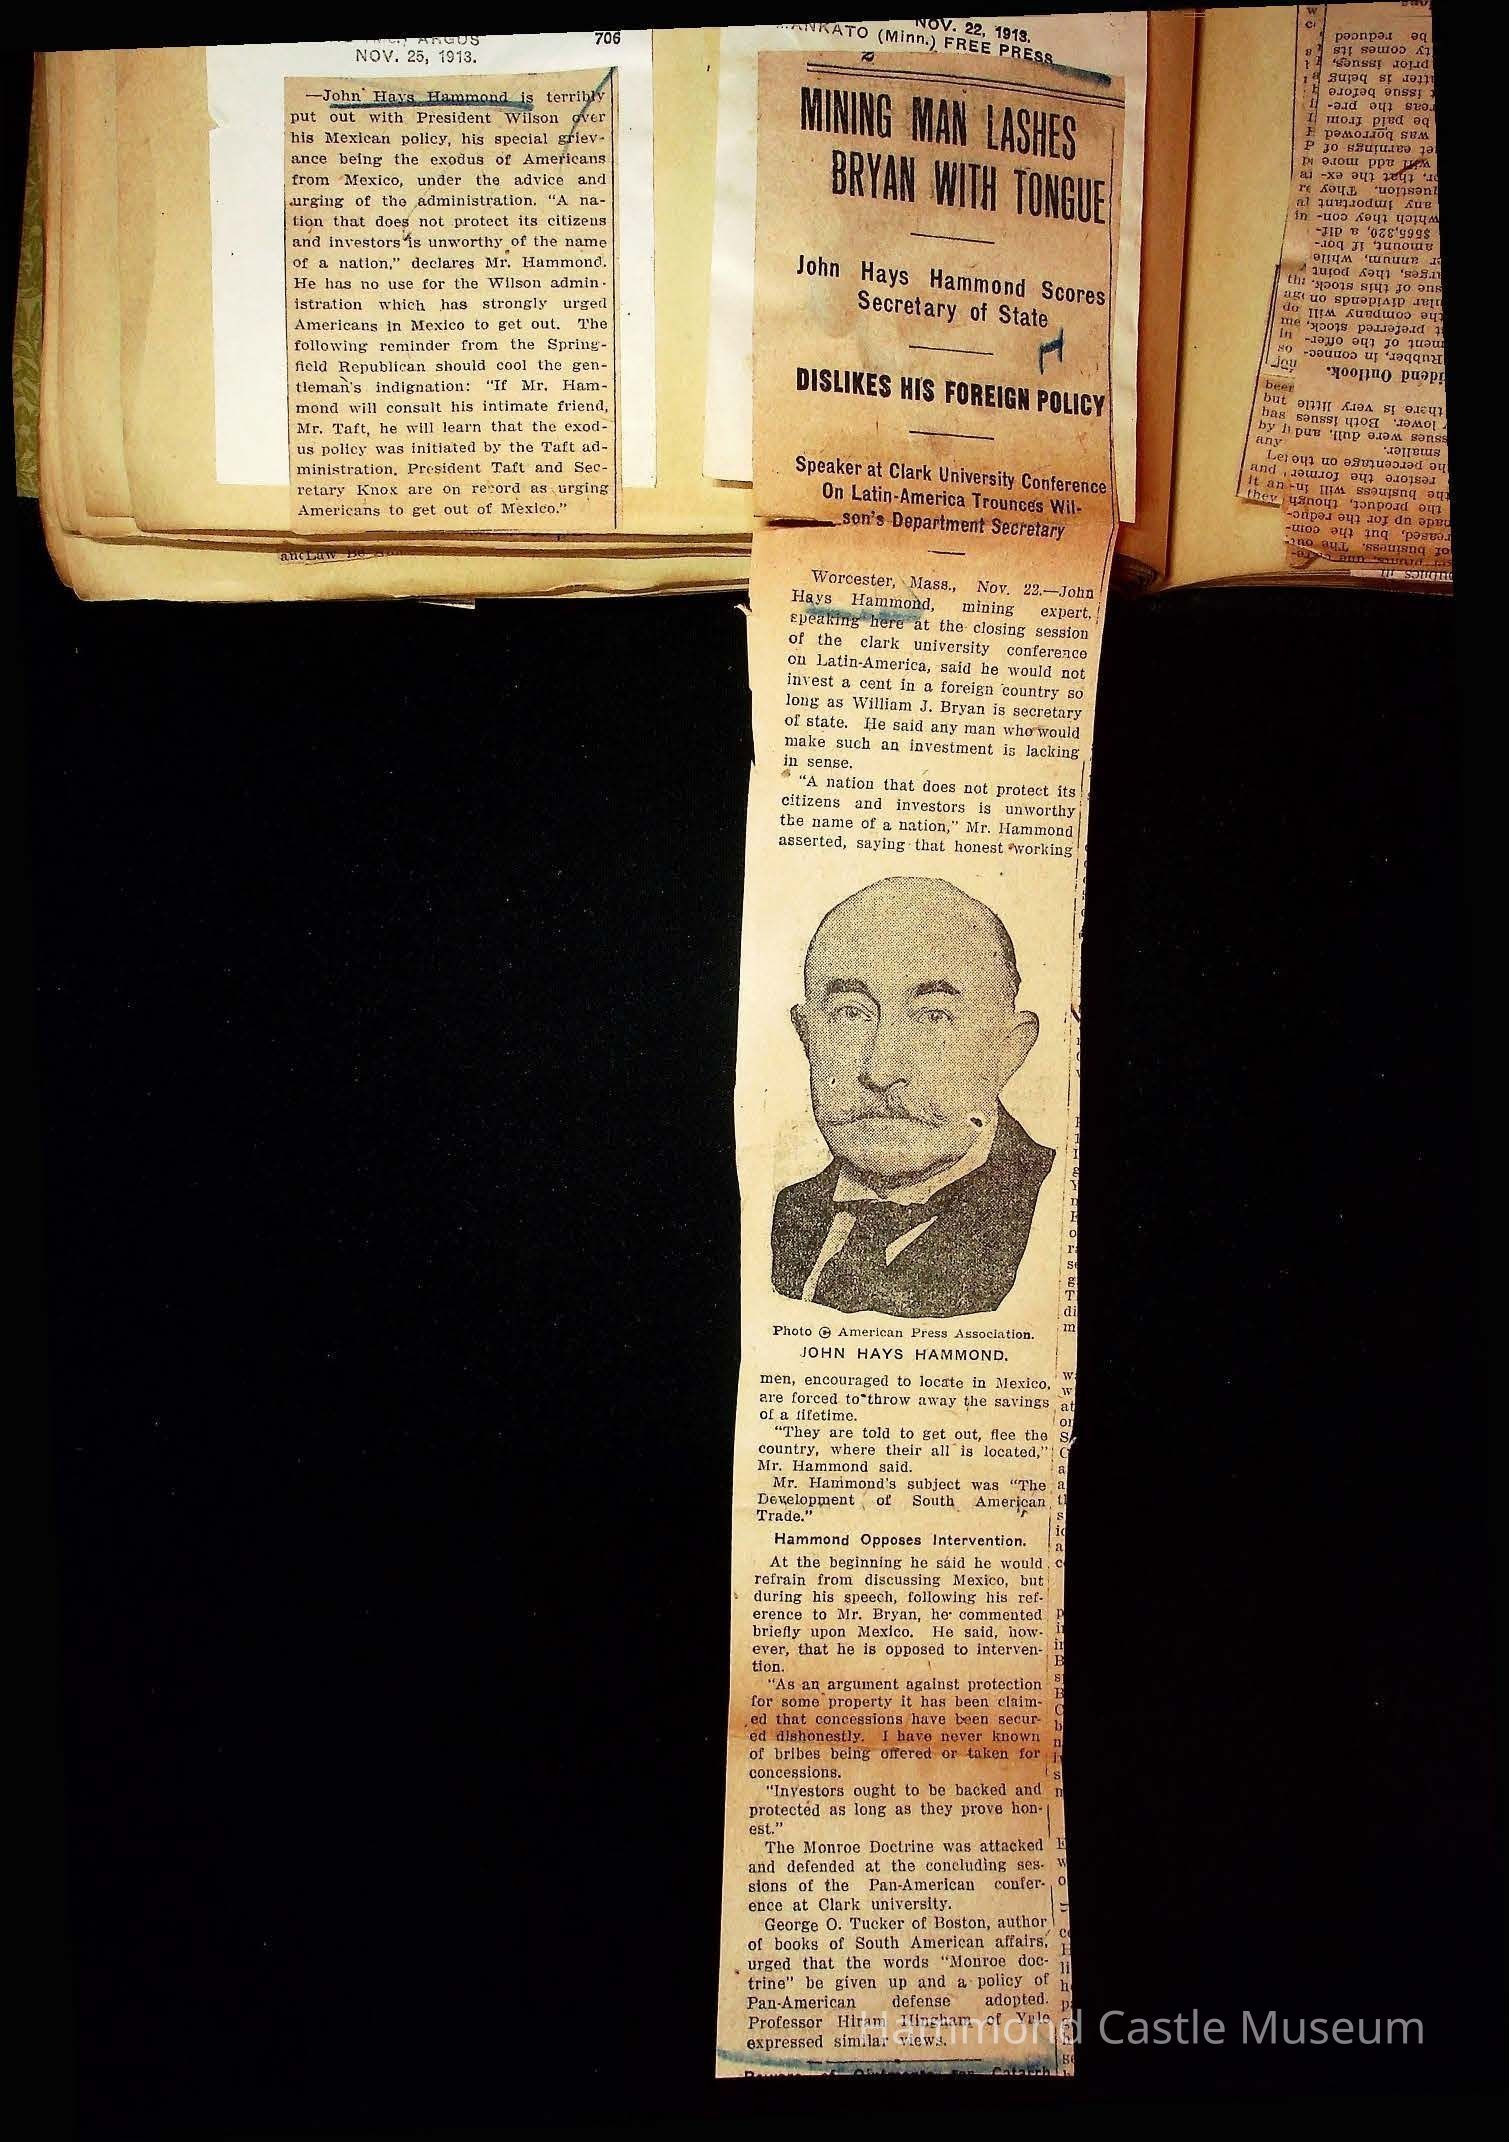 ARGUS
NOV. 25, 1913.
706
—John Hays Hammond is terribly
put out with President Wilson over
his Mexican policy, his special griev-
ance being the exodus of Americans
from Mexico, under the advice and
urging of the administration. "A na-
tion that does not protect its citizens
and investors is unworthy of the name
of a nation," declares Mr. Hammond.
He has no use for the Wilson admin-
istration which has strongly urged
Americans in Mexico to get out. The
following reminder from the Spring-
field Republican should cool the gen-
tleman's indignation: "If Mr. Ham-
mond will consult his intimate friend,
Mr. Taft, he will learn that the exod-
us policy was initiated by the Taft ad-
ministration. President Taft and Sec-
retary Knox are on record as urging
Americans to get out of Mexico."
NOV. 22, 1913.
MANKATO (Minn.) FREE PRESS
MINING MAN LASHES
BRYAN WITH TONGUE
John Hays Hammond Scores
Secretary of State
DISLIKES HIS FOREIGN POLICY
Speaker at Clark University Conference
On Latin-America Trounces Wil-
son's Department Secretary
Worcester, Mass., Nov. 22.—John
Hays Hammond, mining expert,
speaking here at the closing session
of the clark university conference
on Latin-America, said he would not
invest a cent in a foreign country so
long as William J. Bryan is secretary
of state. He said any man who would
make such an investment is lacking
in sense.
"A nation that does not protect its
citizens and investors is unworthy
the name of a nation," Mr. Hammond
asserted, saying that honest working
Photo © American Press Association.
JOHN HAYS HAMMOND.
men, encouraged to locate in Mexico,
are forced to throw away the savings
of a lifetime.
"They are told to get out, flee the
country, where their all is located,"
Mr. Hammond said.
Mr. Hammond's subject was "The
Development of South American
Trade."
Hammond Opposes Intervention.
At the beginning he said he would
refrain from discussing Mexico, but
during his speech, following his ref-
erence to Mr. Bryan, he commented
briefly upon Mexico. He said, how-
ever, that he is opposed to interven-
tion.
"As an argument against protection
for some property it has been claim-
ed that concessions have been secur-
ed dishonestly. I have never known
of bribes being offered or taken for
concessions.
"Investors ought to be backed and
protected as long as they prove hon-
est."
The Monroe Doctrine was attacked
and defended at the concluding ses-
sions of the Pan-American confer-
ence at Clark university.
George O. Tucker of Boston, author
of books of South American affairs,
urged that the words "Monroe doc-
trine" be given up and a policy of
Pan-American defense adopted.
Professor Hiram Bingham of Yale
expressed similar views.
Hammond Castle Museum